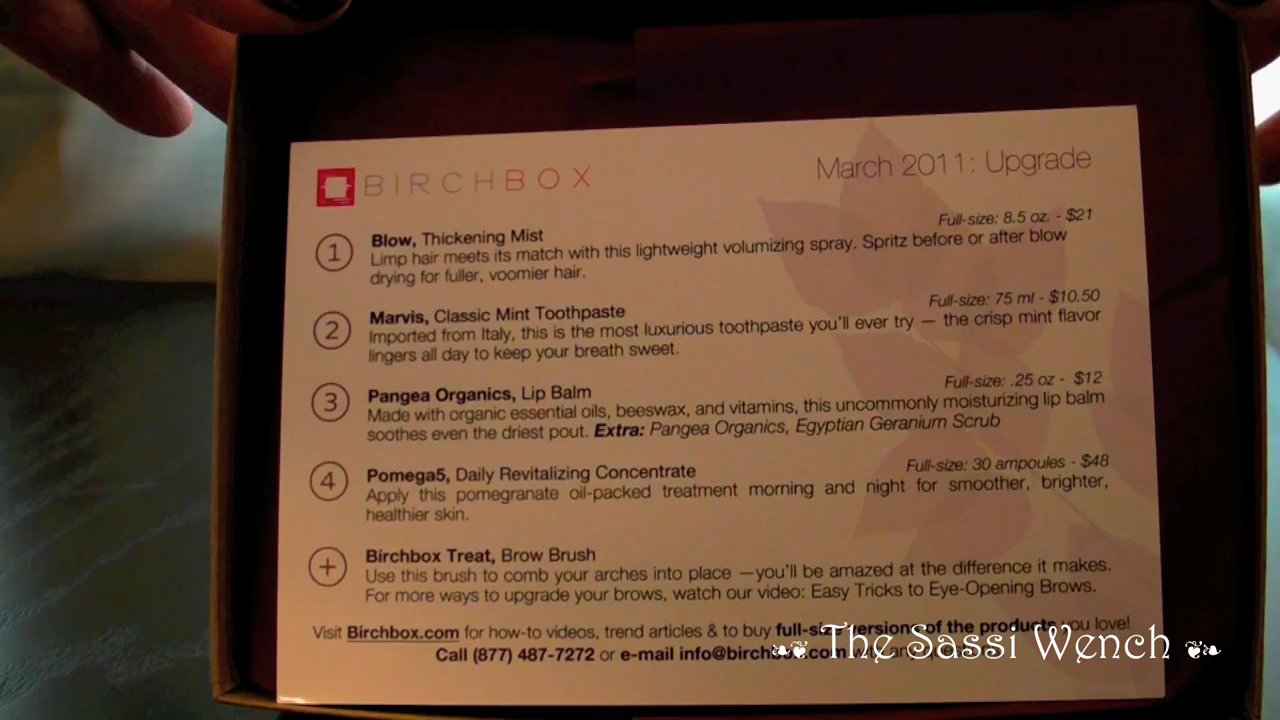 BIRCHBOX
March 2011: Upgrade
Full-size: 8.5 oz. - $21
1 Blow, Thickening Mist
Limp hair meets its match with this lightweight volumizing spray. Spritz before or after blow
drying for fuller, voomier hair.
Full-size: 75 ml - $10.50
2 Marvis, Classic Mint Toothpaste
Imported from Italy, this is the most luxurious toothpaste you'll ever try — the crisp mint flavor
lingers all day to keep your breath sweet.
Full-size: .25 oz - $12
3 Pangea Organics, Lip Balm
Made with organic essential oils, beeswax, and vitamins, this uncommonly moisturizing lip balm
soothes even the driest pout. Extra: Pangea Organics, Egyptian Geranium Scrub
Full-size: 30 ampoules - $48
4 Pomega5, Daily Revitalizing Concentrate
Apply this pomegranate oil-packed treatment morning and night for smoother, brighter,
healthier skin.
+ Birchbox Treat, Brow Brush
Use this brush to comb your arches into place —you'll be amazed at the difference it makes.
For more ways to upgrade your brows, watch our video: Easy Tricks to Eye-Opening Brows.
Visit Birchbox.com for how-to videos, trend articles & to buy full-size versions of the products you love!
Call (877) 487-7272 or e-mail info@birchbox.com with any
The Sassi Wench